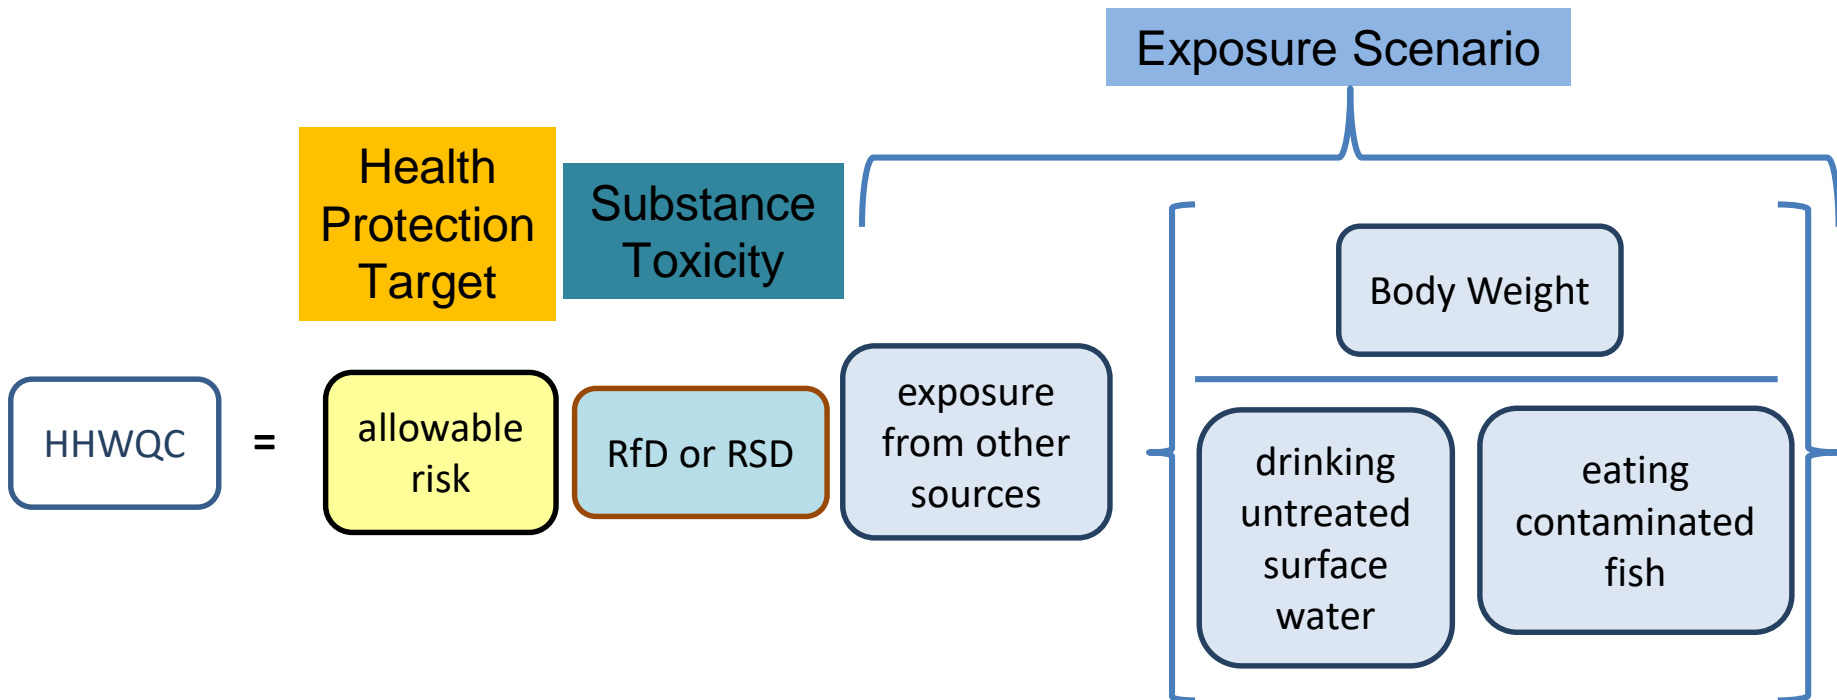 Exposure Scenario
Health
Protection
Target
Substance
Toxicity
Body Weight
HHWQC
=
allowable
risk
RfD or RSD
exposure
from other
sources
drinking
untreated
surface
water
eating
contaminated
fish